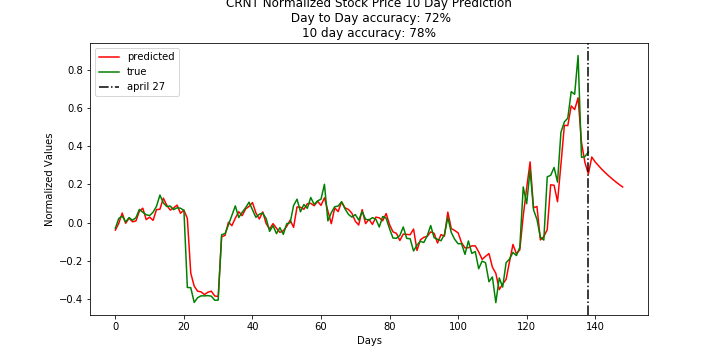 CRNT Normalized Stock Price 10 Day Prediction
Day to Day accuracy: 72%
10 day accuracy: 78%
predicted
true
april 27
Normalized Values
0.8
0.6
0.4
0.2
0.0
−0.2
−0.4
0 20 40 60 80 100 120 140
Days